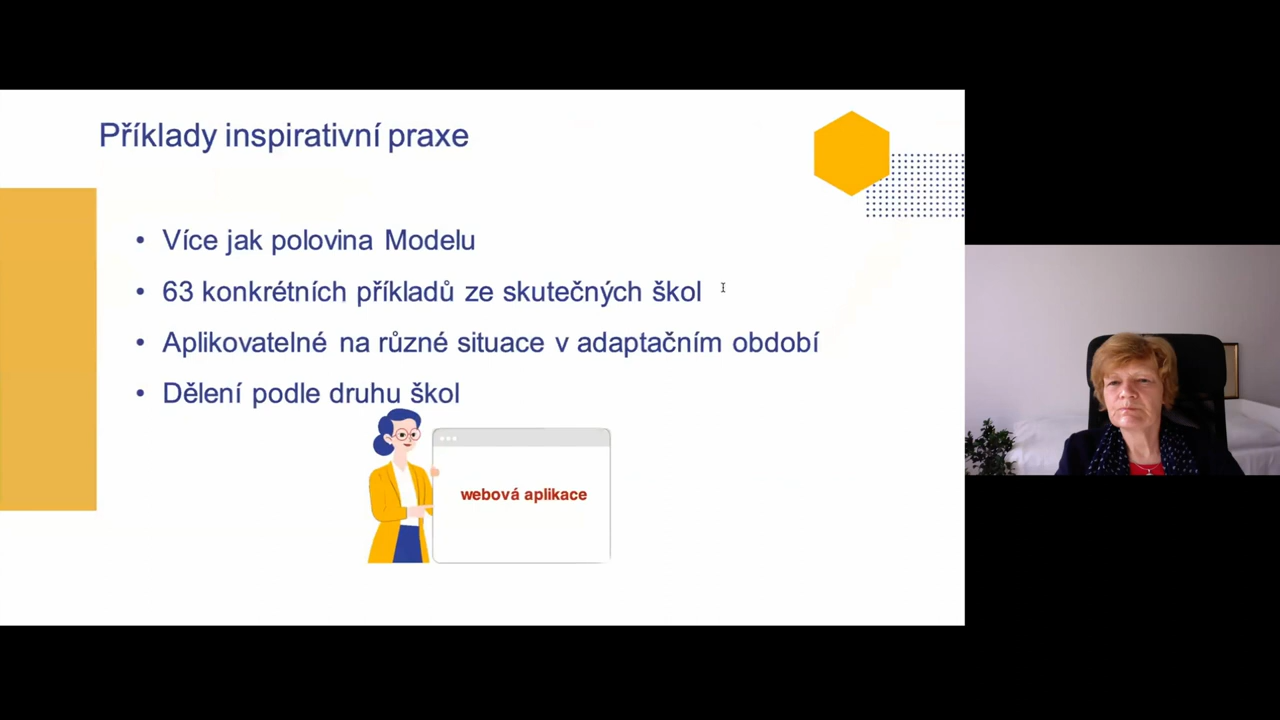 Příklady inspirativní praxe
• Více jak polovina Modelu
• 63 konkrétních příkladů ze skutečných škol
• Aplikovatelné na různé situace v adaptačním období
• Dělení podle druhu škol
webová aplikace